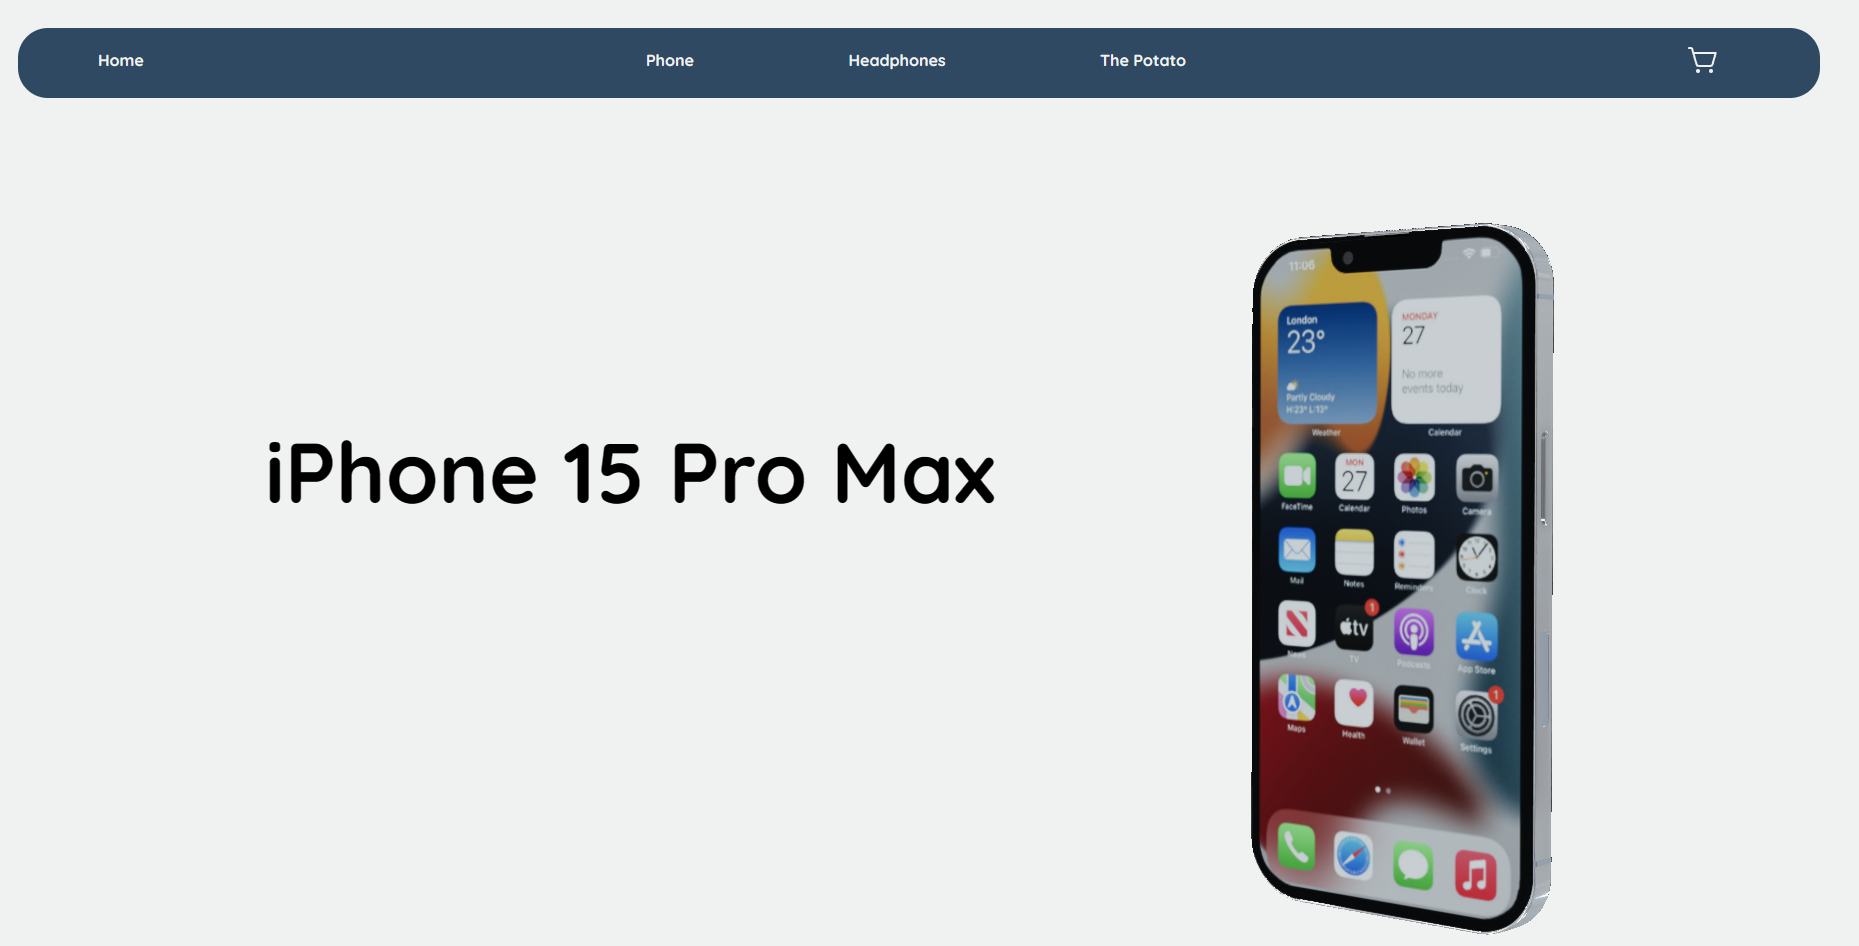 Home Phone Headphones The Potato
iPhone 15 Pro Max
11:06
London
23°
Partly Cloudy
H:23° L:13°
Weather
MONDAY
27
No more
events today
Calendar
MON
27
FaceTime Calendar Photos Camera
Mail Notes Reminders Clock
1
tv
News TV Podcasts App Store
1
Maps Health Wallet Settings